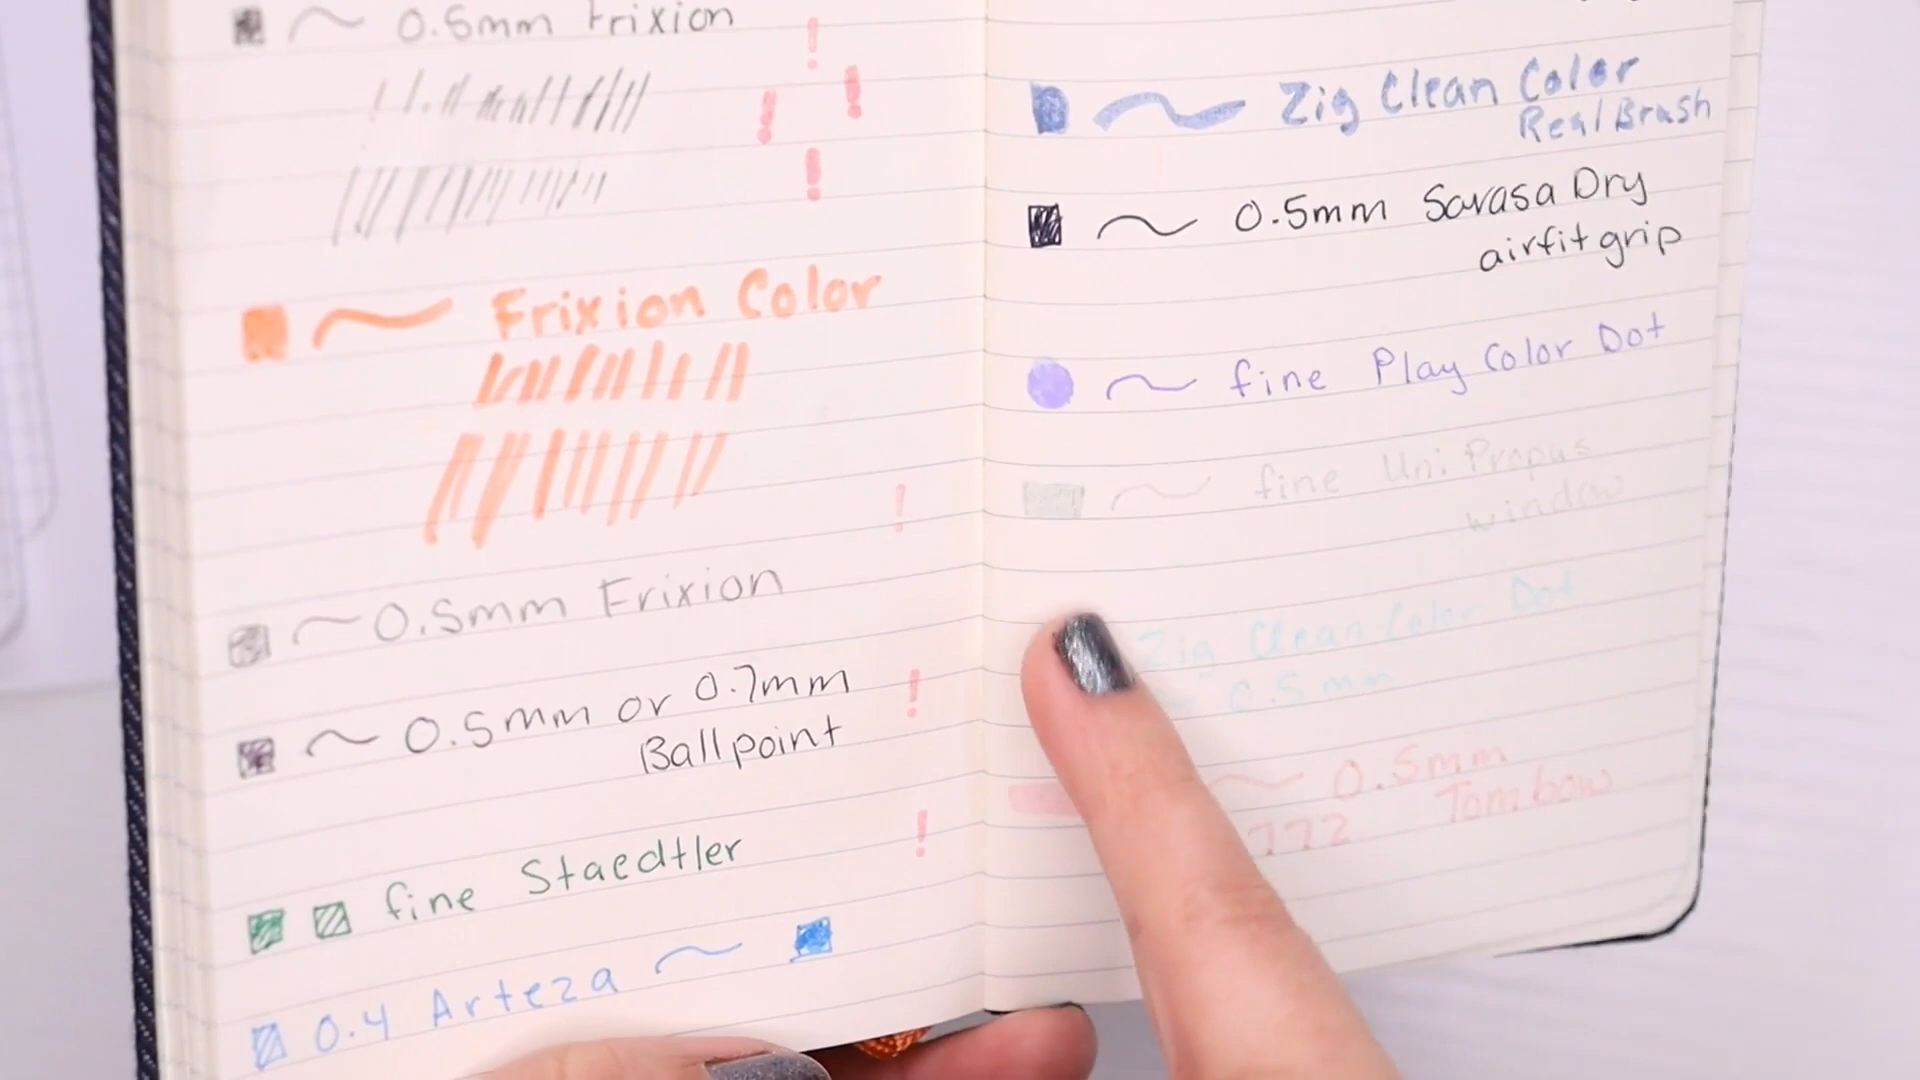 0.5mm Frixion
!
!
!
!
Frixion Color
!
0.5mm Frixion
0.5mm or 0.7mm
Ballpoint
!
fine Staedtler
!
0.4 Arteza
Zig Clean Color
Real Brush
0.5mm Sarasa Dry
airfit grip
fine Play Color Dot
fine Uni Propus
window
Zig Clean Color Dot
0.5mm
0.5mm
772 Tombow